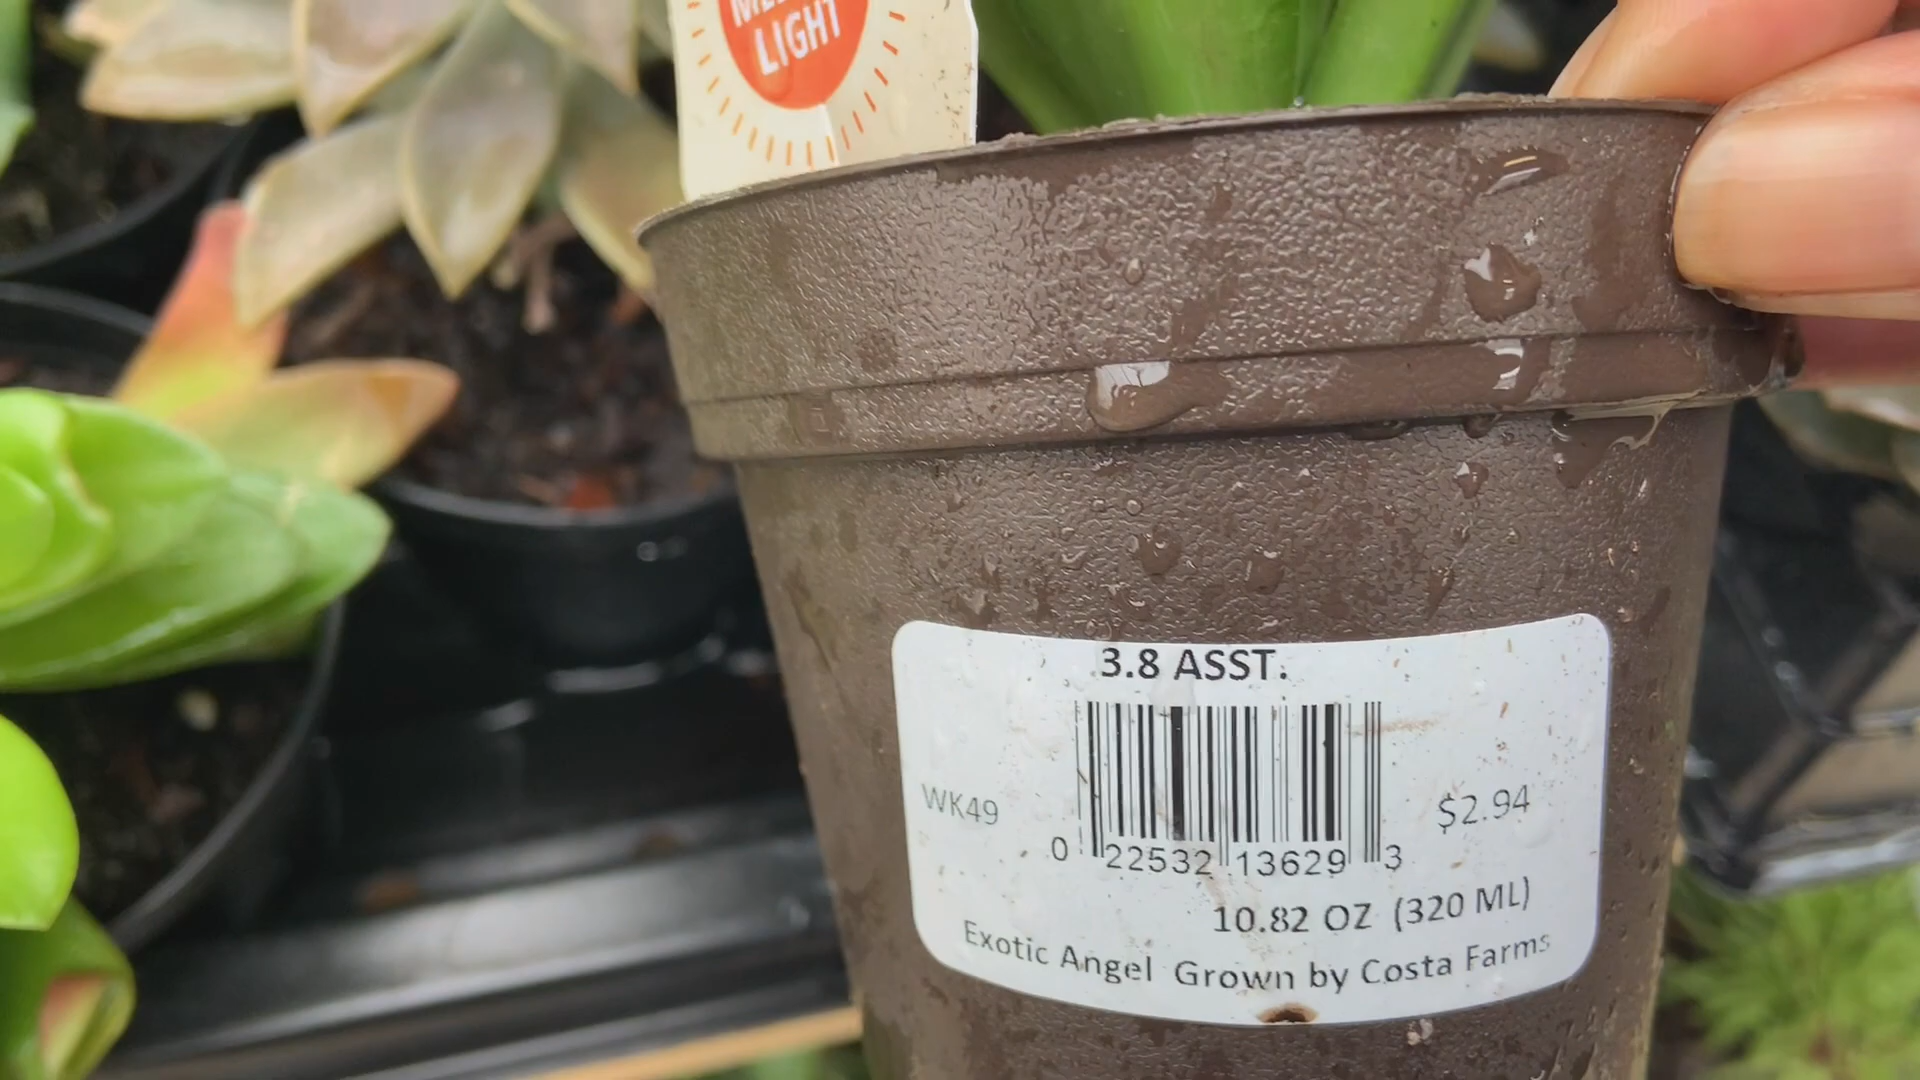 LIGHT
3.8 ASST.
WK49
$2.94
0 22532 13629 3
10.82 OZ (320 ML)
Exotic Angel Grown by Costa Farms